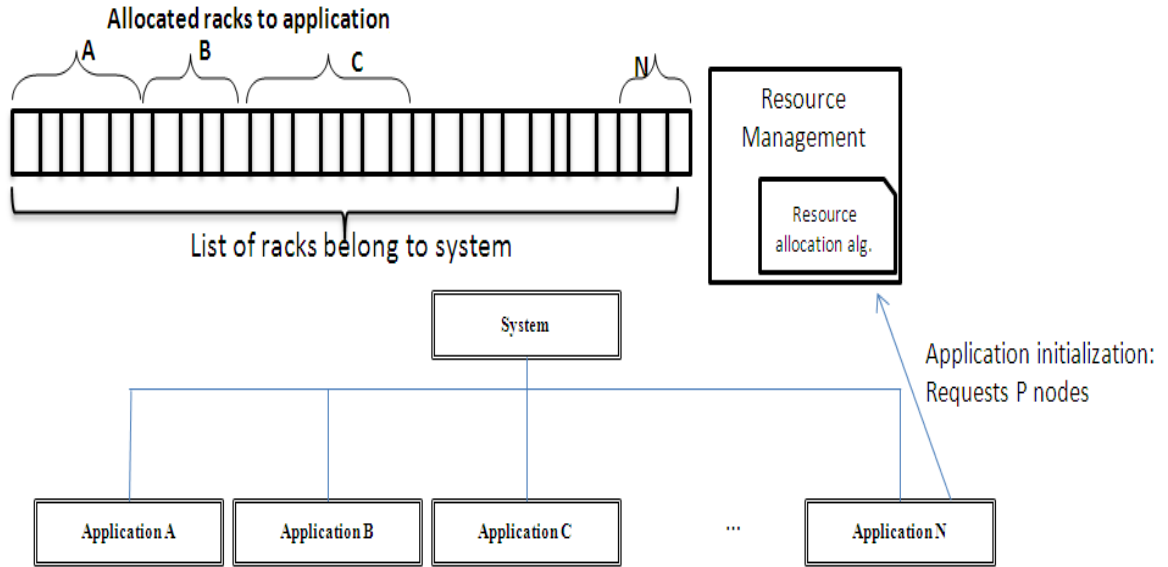 Allocated racks to application
A
B
C
N
List of racks belong to system
Resource
Management
Resource
allocation alg.
System
Application initialization:
Requests P nodes
Application A
Application B
Application C
...
Application N